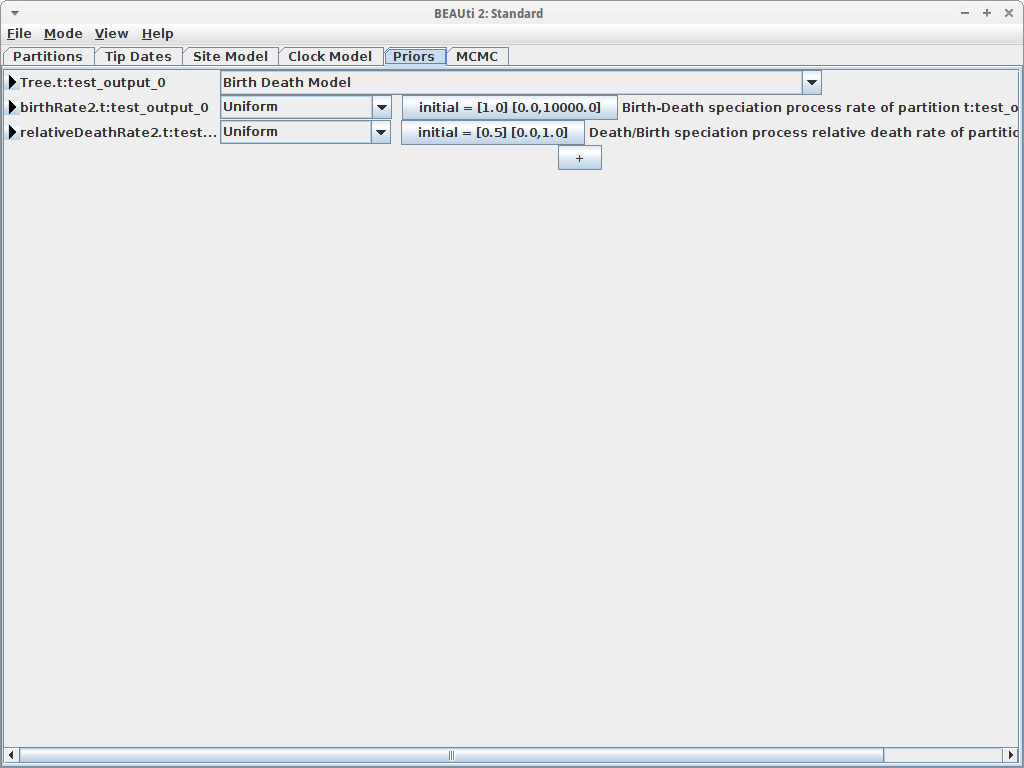 BEAUti 2: Standard
File Mode View Help
Partitions Tip Dates Site Model Clock Model Priors MCMC
Tree.t:test_output_0 Birth Death Model
birthRate2.t:test_output_0 Uniform initial = [1.0] [0.0,10000.0] Birth-Death speciation process rate of partition t:test_o
relativeDeathRate2.t:test... Uniform initial = [0.5] [0.0,1.0] Death/Birth speciation process relative death rate of partitio
+